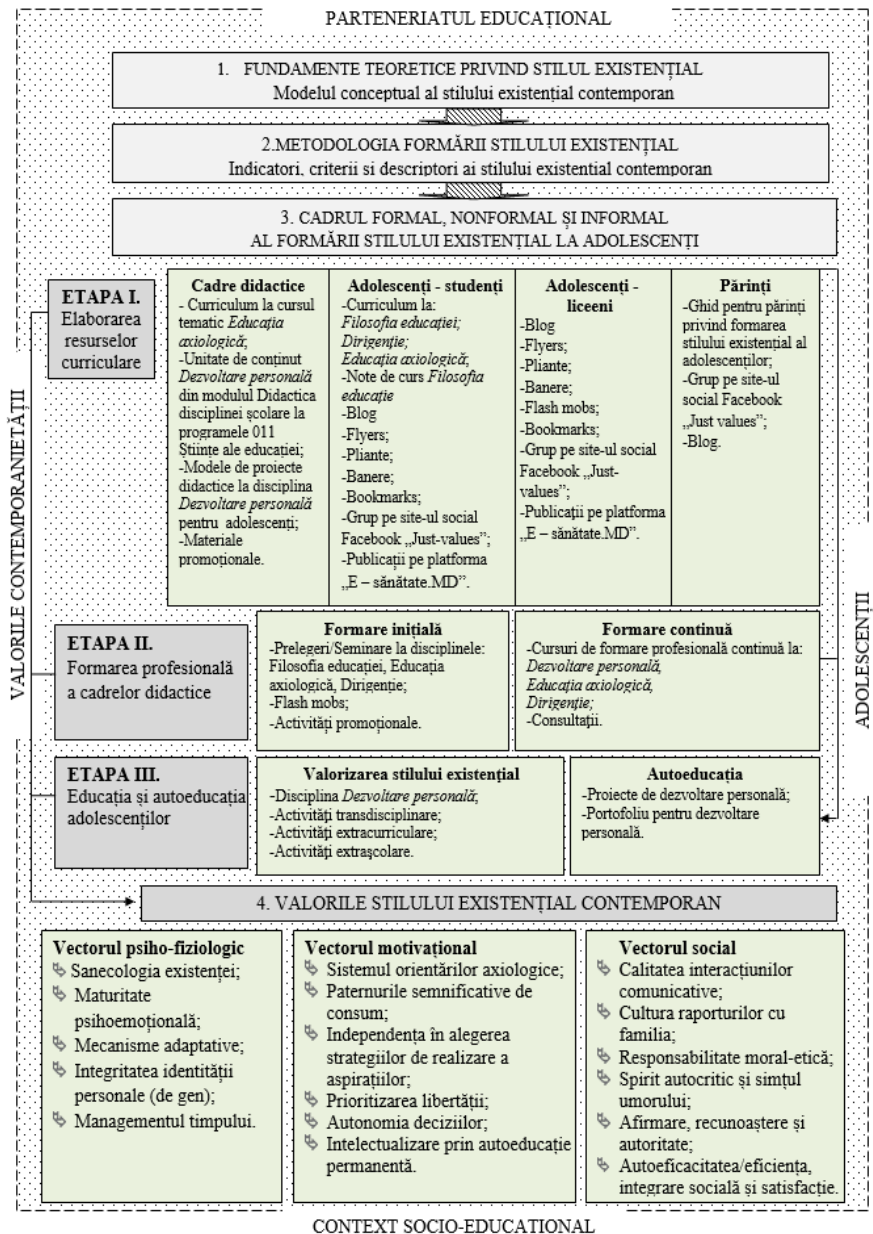 PARTENERIATUL EDUCAȚIONAL
1. FUNDAMENTE TEORETICE PRIVIND STILUL EXISTENȚIAL
Modelul conceptual al stilului existențial contemporan
2.METODOLOGIA FORMĂRII STILULUI EXISTENȚIAL
Indicatori, criterii si descriptori ai stilului existential contemporan
3. CADRUL FORMAL, NONFORMAL ȘI INFORMAL
AL FORMĂRII STILULUI EXISTENȚIAL LA ADOLESCENȚI
VALORILE CONTEMPORANIETĂȚII
ADOLESCENȚII
ETAPA I.
Elaborarea
resurselor
curriculare
Cadre didactice
- Curriculum la cursul
tematic Educația
axiologică;
-Unitate de conținut
Dezvoltare personală
din modulul Didactica
disciplinei școlare la
programele 011
Științe ale educației;
-Modele de proiecte
didactice la disciplina
Dezvoltare personală
pentru adolescenți;
-Materiale
promoționale.
Adolescenți - studenți
-Curriculum la:
Filosofia educației;
Dirigenție;
Educația axiologică;
-Note de curs Filosofia
educație
-Blog
-Flyers;
-Pliante;
-Banere;
-Bookmarks;
-Grup pe site-ul social
Facebook „Just-values”;
-Publicații pe platforma
„E – sănătate.MD”.
Adolescenți -
liceeni
-Blog
-Flyers;
-Pliante;
-Banere;
-Flash mobs;
-Bookmarks;
-Grup pe site-ul social
Facebook „Just-
values”;
-Publicații pe platforma
„E – sănătate.MD”.
Părinți
-Ghid pentru părinți
privind formarea
stilului existențial al
adolescenților;
-Grup pe site-ul
social Facebook
„Just values”;
-Blog.
ETAPA II.
Formarea profesională
a cadrelor didactice
Formare inițială
-Prelegeri/Seminare la disciplinele:
Filosofia educației, Educația
axiologică, Dirigenție;
-Flash mobs;
-Activități promoționale.
Formare continuă
-Cursuri de formare profesională continuă la:
Dezvoltare personală,
Educația axiologică,
Dirigenție;
-Consultații.
ETAPA III.
Educația și autoeducația
adolescenților
Valorizarea stilului existențial
-Disciplina Dezvoltare personală;
-Activități transdisciplinare;
-Activități extracurriculare;
-Activități extrașcolare.
Autoeducația
-Proiecte de dezvoltare personală;
-Portofoliu pentru dezvoltare
personală.
4. VALORILE STILULUI EXISTENȚIAL CONTEMPORAN
Vectorul psiho-fiziologic
Sanecologia existenței;
Maturitate
psihoemoțională;
Mecanisme adaptative;
Integritatea identității
personale (de gen);
Managementul timpului.
Vectorul motivațional
Sistemul orientărilor axiologice;
Paternurile semnificative de
consum;
Independența în alegerea
strategiilor de realizare a
aspirațiilor;
Prioritizarea libertății;
Autonomia deciziilor;
Intelectualizare prin autoeducație
permanentă.
Vectorul social
Calitatea interacțiunilor
comunicative;
Cultura raporturilor cu
familia;
Responsabilitate moral-etică;
Spirit autocritic și simțul
umorului;
Afirmare, recunoaștere și
autoritate;
Autoeficacitatea/eficiența,
integrare socială și satisfacție.
CONTEXT SOCIO-EDUCATIONAL